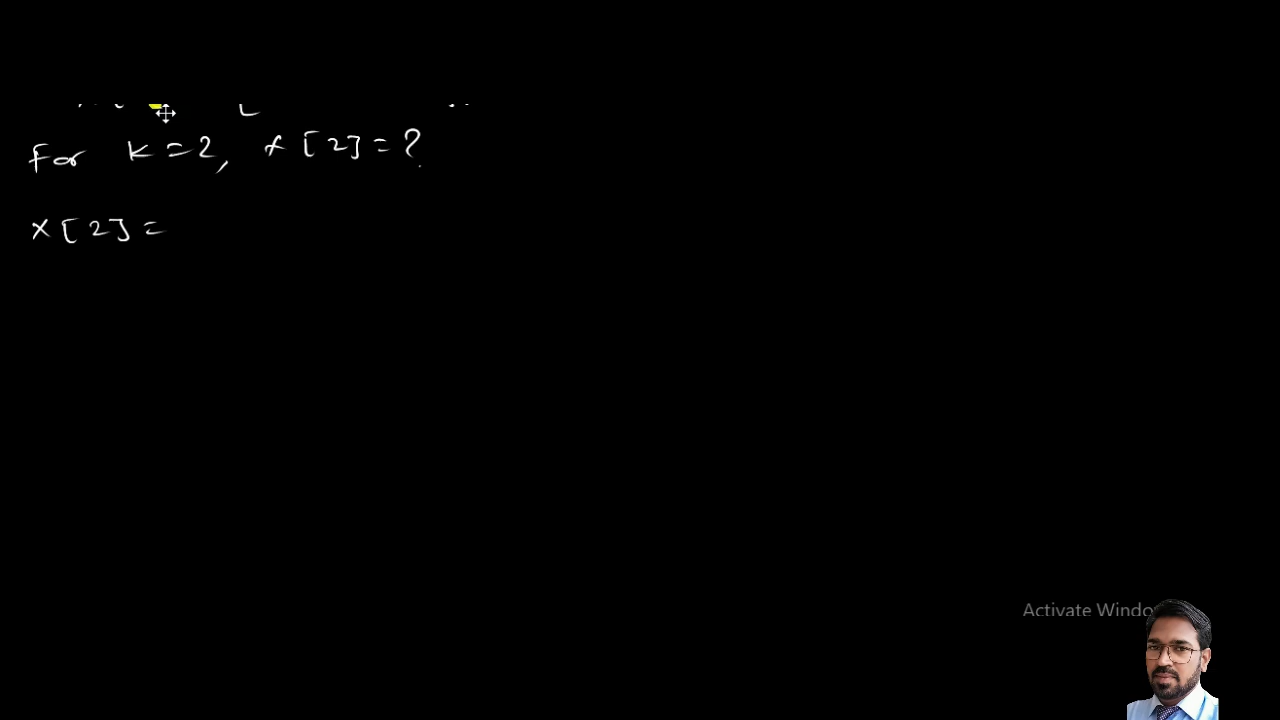 For K = 2, X [2] = ?
X [2] =
Activate Windo